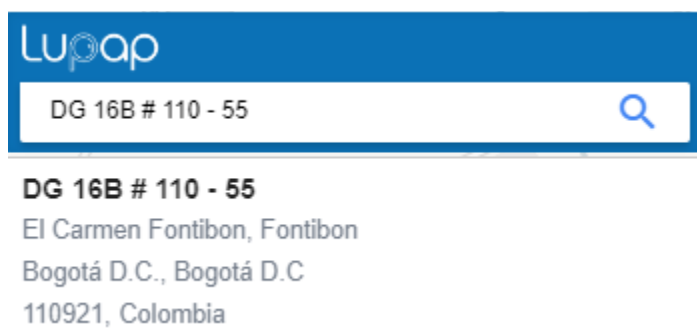 Lupap
DG 16B # 110 - 55
DG 16B # 110 - 55
El Carmen Fontibon, Fontibon
Bogotá D.C., Bogotá D.C
110921, Colombia